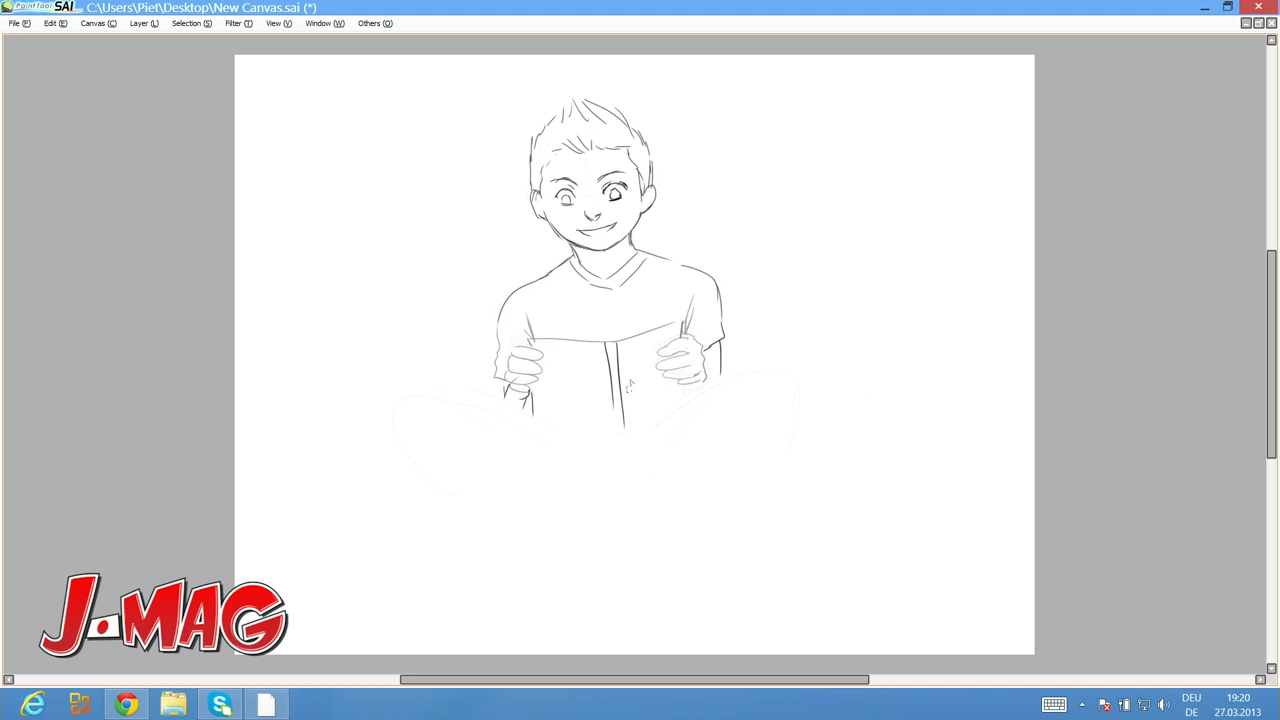 PaintTool SAI C:\Users\Piet\Desktop\New Canvas.sai (*)
File (F) Edit (E) Canvas (C) Layer (L) Selection (S) Filter (T) View (V) Window (W) Others (O)
J-MAG
DEU 19:20
DE 27.03.2013